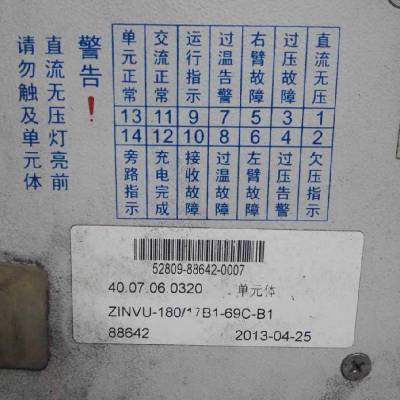 警告！
直流无压灯亮前
请勿触及单元体
单元正常 交流正常 运行指示 过温告警 右臂故障 过压故障 直流无压
13 11 9 7 5 3 1
14 12 10 8 6 4 2
旁路指示 充电完成 接收故障 过温故障 左臂故障 过压告警 欠压指示
52809-88642-0007
40.07.06.0320 单元体
ZINVU-180/17B1-69C-B1
88642 2013-04-25